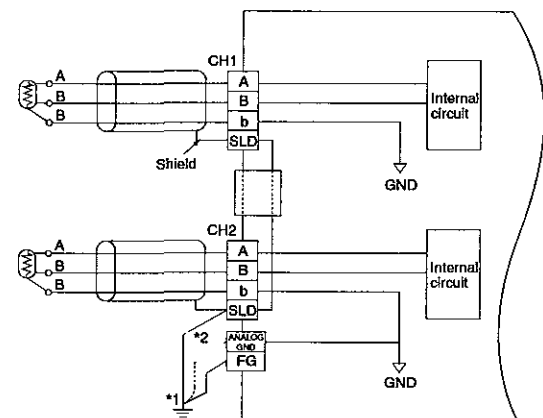 CH1
A
A
B
B
B
b
SLD
Internal
circuit
Shield
GND
CH2
A
A
B
B
B
b
SLD
Internal
circuit
*2
ANALOG
GND
FG
*1
GND